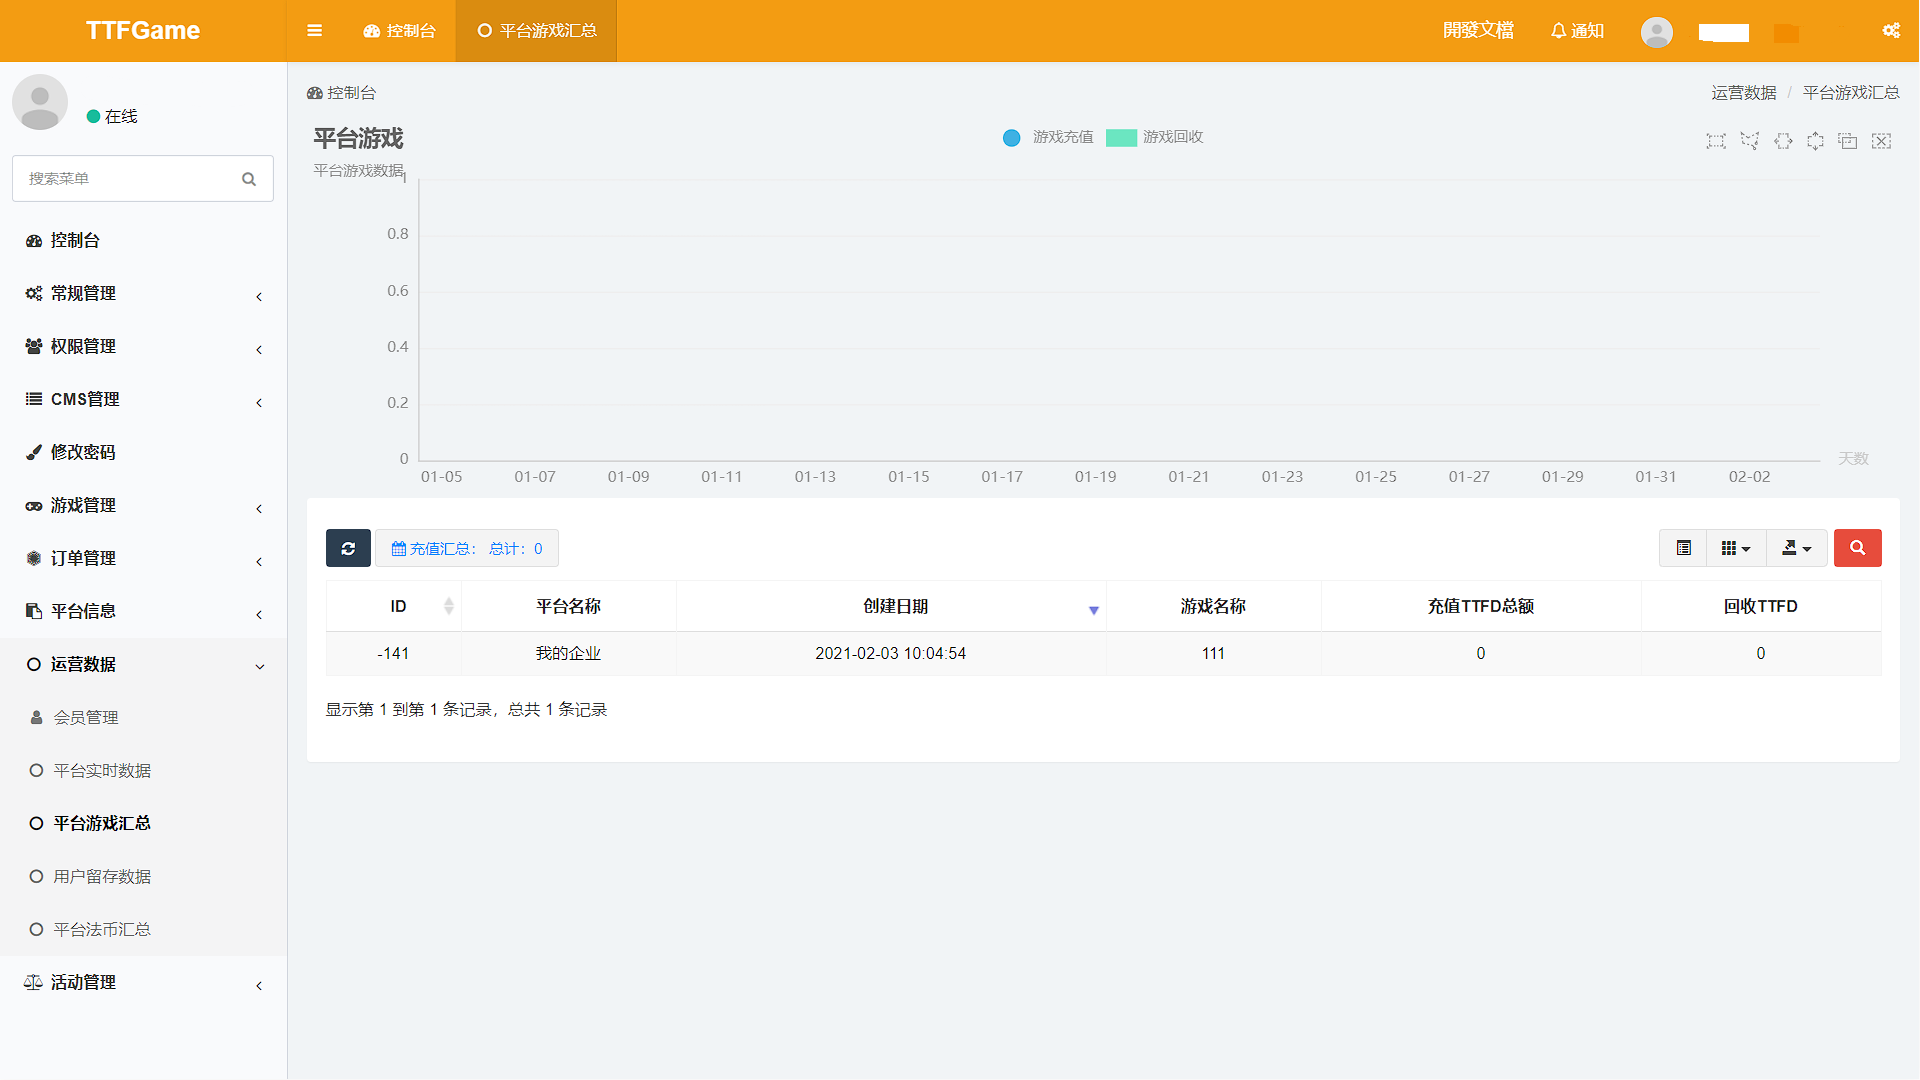 TTFGame
控制台
平台游戏汇总
開發文檔
通知
在线
搜索菜单
控制台
常规管理
权限管理
CMS管理
修改密码
游戏管理
订单管理
平台信息
运营数据
会员管理
平台实时数据
平台游戏汇总
用户留存数据
平台法币汇总
活动管理
控制台
运营数据 / 平台游戏汇总
平台游戏
平台游戏数据
游戏充值 游戏回收
1
0.8
0.6
0.4
0.2
0
01-05 01-07 01-09 01-11 01-13 01-15 01-17 01-19 01-21 01-23 01-25 01-27 01-29 01-31 02-02
天数
充值汇总： 总计：0
ID 平台名称 创建日期 游戏名称 充值TTFD总额 回收TTFD
-141 我的企业 2021-02-03 10:04:54 111 0 0
显示第 1 到第 1 条记录，总共 1 条记录